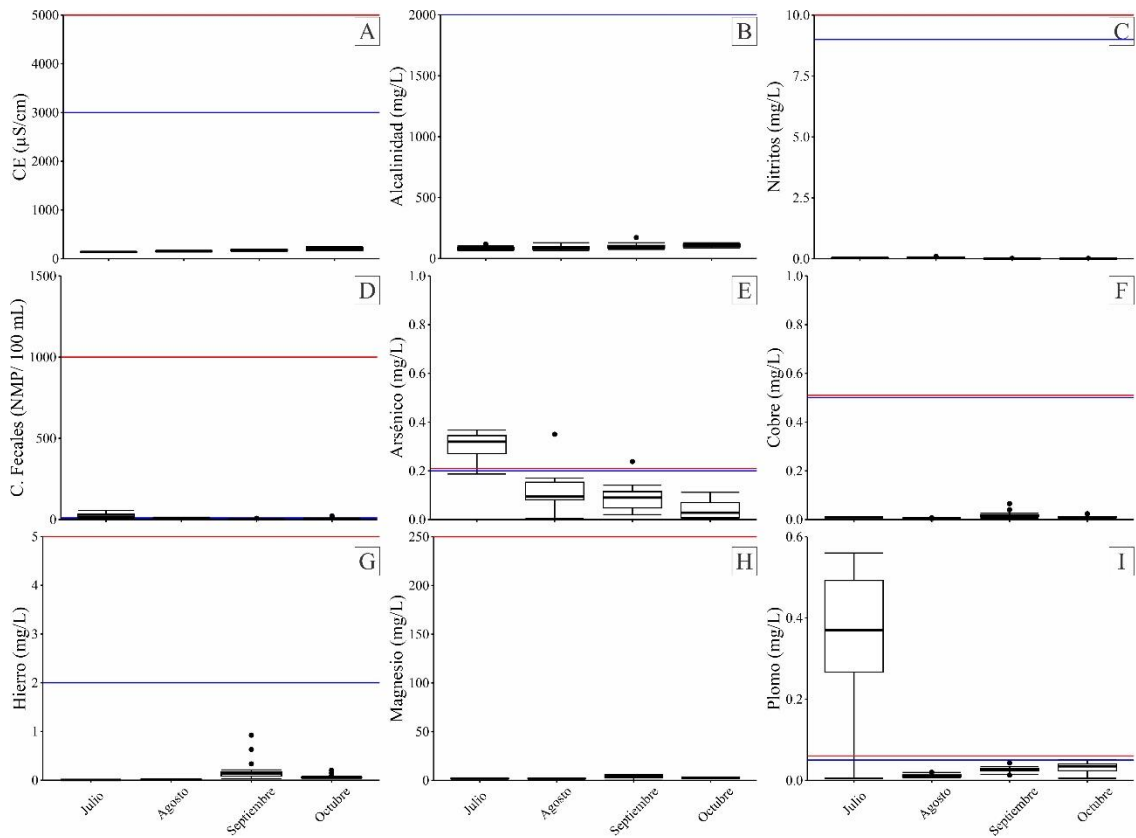 CE (µS/cm)
5000
4000
3000
2000
1000
0
A
Alcalinidad (mg/L)
2000
1500
1000
500
0
B
Nitritos (mg/L)
10.0
7.5
5.0
2.5
0.0
C
C. Fecales (NMP/ 100 mL)
1500
1000
500
0
D
Arsénico (mg/L)
1.0
0.8
0.6
0.4
0.2
0.0
E
Cobre (mg/L)
1.0
0.8
0.6
0.4
0.2
0.0
F
Hierro (mg/L)
5
4
3
2
1
0
G
Julio
Agosto
Septiembre
Octubre
Magnesio (mg/L)
250
200
150
100
50
0
H
Julio
Agosto
Septiembre
Octubre
Plomo (mg/L)
0.6
0.4
0.2
0.0
I
Julio
Agosto
Septiembre
Octubre